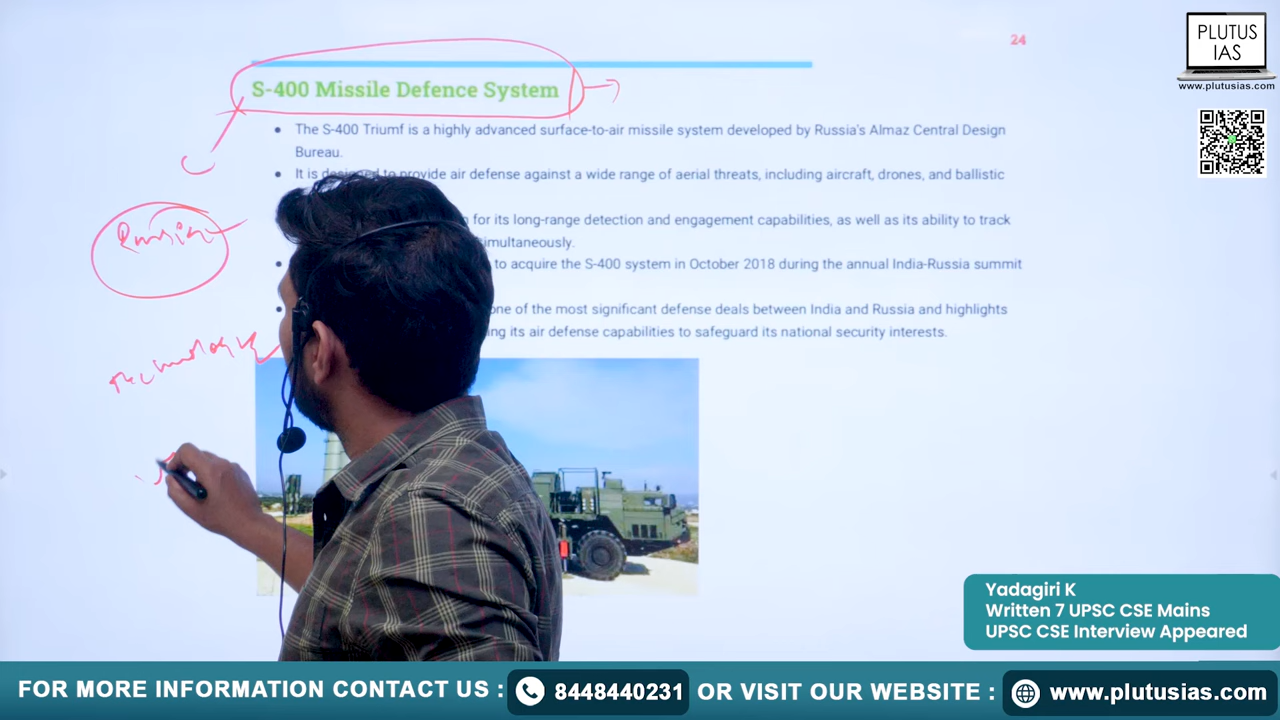 24
PLUTUS
IAS
www.plutusias.com
S-400 Missile Defence System
The S-400 Triumf is a highly advanced surface-to-air missile system developed by Russia's Almaz Central Design
Bureau.
It is designed to provide air defense against a wide range of aerial threats, including aircraft, drones, and ballistic
for its long-range detection and engagement capabilities, as well as its ability to track
simultaneously.
to acquire the S-400 system in October 2018 during the annual India-Russia summit
one of the most significant defense deals between India and Russia and highlights
its air defense capabilities to safeguard its national security interests.
Russian
Technology
Yadagiri K
Written 7 UPSC CSE Mains
UPSC CSE Interview Appeared
FOR MORE INFORMATION CONTACT US : 8448440231 OR VISIT OUR WEBSITE : www.plutusias.com